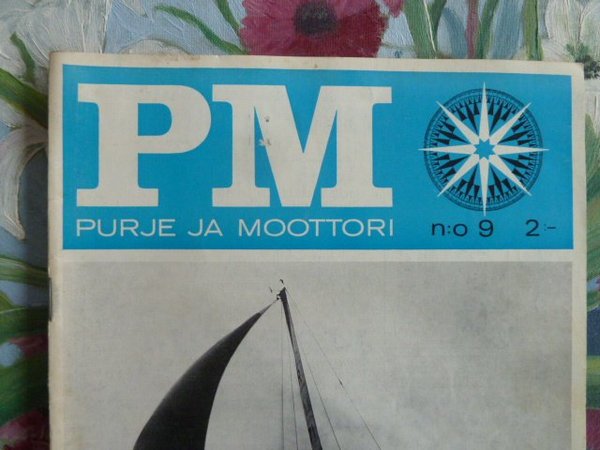 PM
PURJE JA MOOTTORI n:o 9 2:-